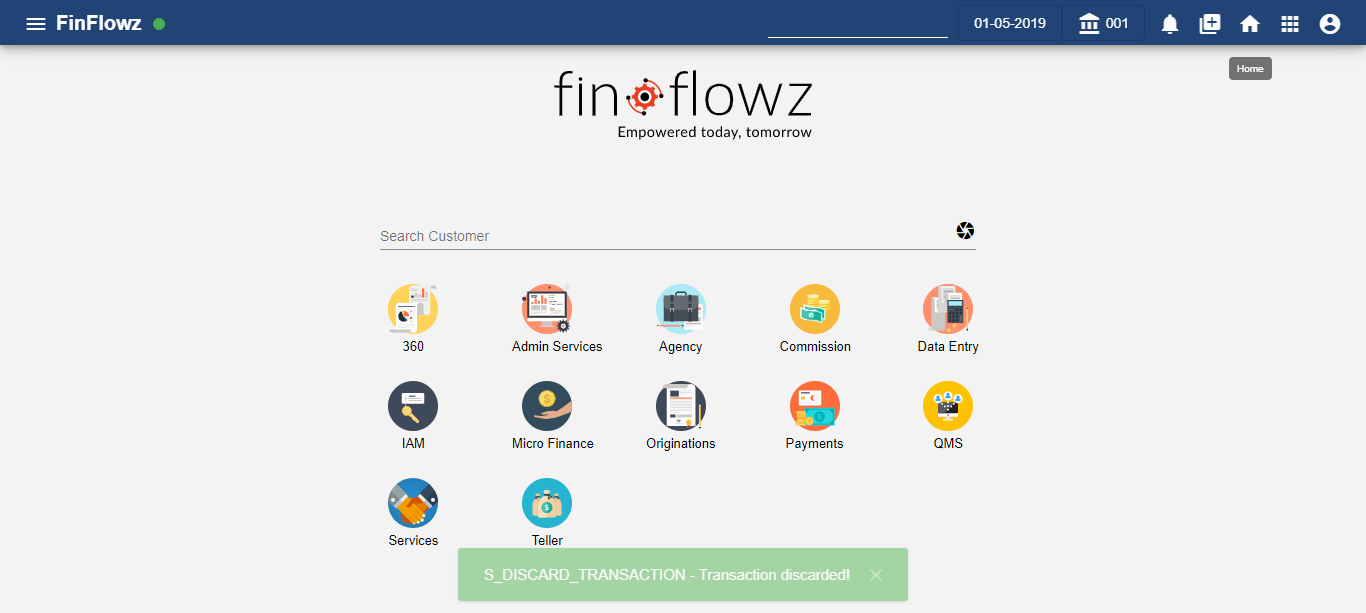 FinFlowz
01-05-2019
001
Home
finflowz
Empowered today, tomorrow
Search Customer
360
Admin Services
Agency
Commission
Data Entry
IAM
Micro Finance
Originations
Payments
QMS
Services
Teller
S_DISCARD_TRANSACTION - Transaction discarded!